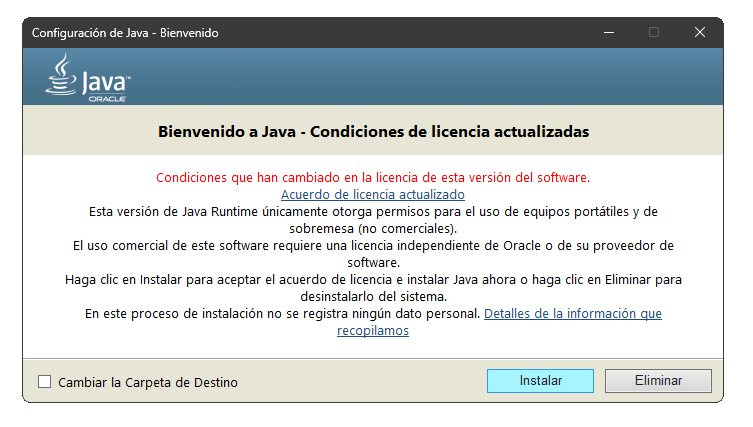 Configuración de Java - Bienvenido
Java™
ORACLE
Bienvenido a Java - Condiciones de licencia actualizadas
Condiciones que han cambiado en la licencia de esta versión del software.
Acuerdo de licencia actualizado
Esta versión de Java Runtime únicamente otorga permisos para el uso de equipos portátiles y de
sobremesa (no comerciales).
El uso comercial de este software requiere una licencia independiente de Oracle o de su proveedor de
software.
Haga clic en Instalar para aceptar el acuerdo de licencia e instalar Java ahora o haga clic en Eliminar para
desinstalarlo del sistema.
En este proceso de instalación no se registra ningún dato personal. Detalles de la información que
recopilamos
Cambiar la Carpeta de Destino
Instalar
Eliminar